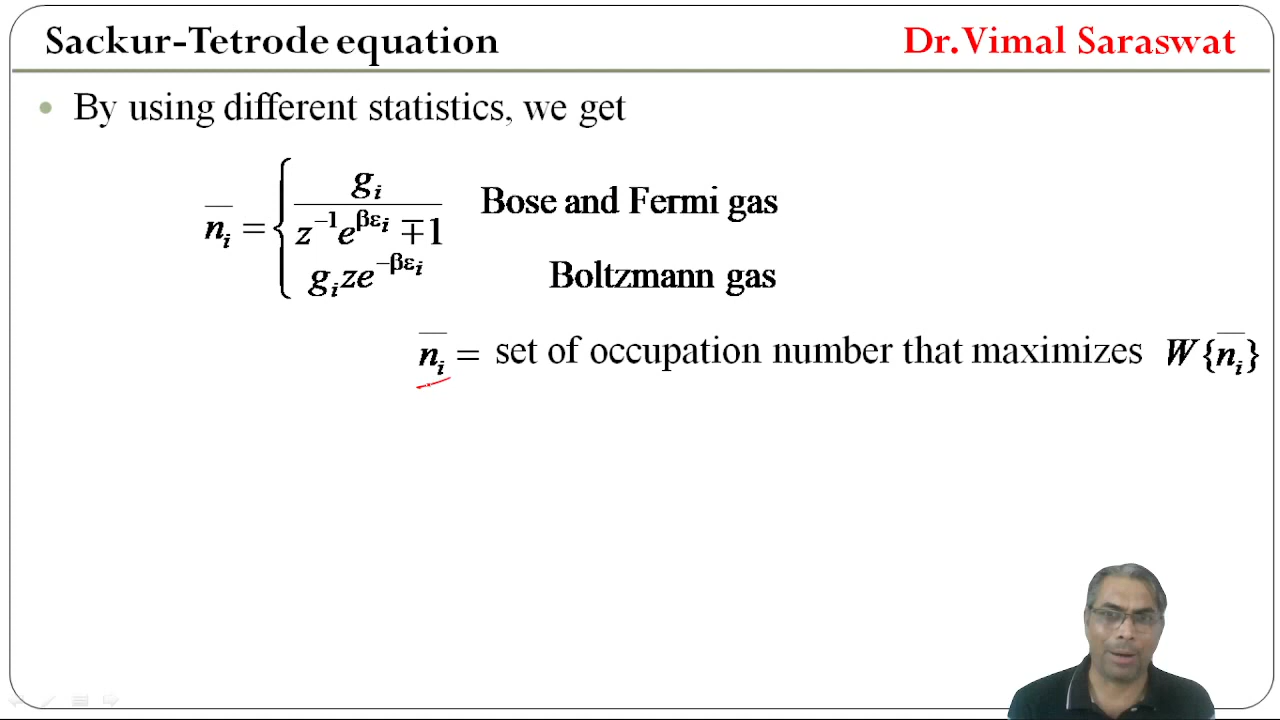 Sackur-Tetrode equation
Dr.Vimal Saraswat
• By using different statistics, we get
n̄ᵢ = { gᵢ / (z⁻¹e^{βεᵢ} ∓ 1)   Bose and Fermi gas
gᵢze^{−βεᵢ}   Boltzmann gas
n̄ᵢ = set of occupation number that maximizes W{n̄ᵢ}